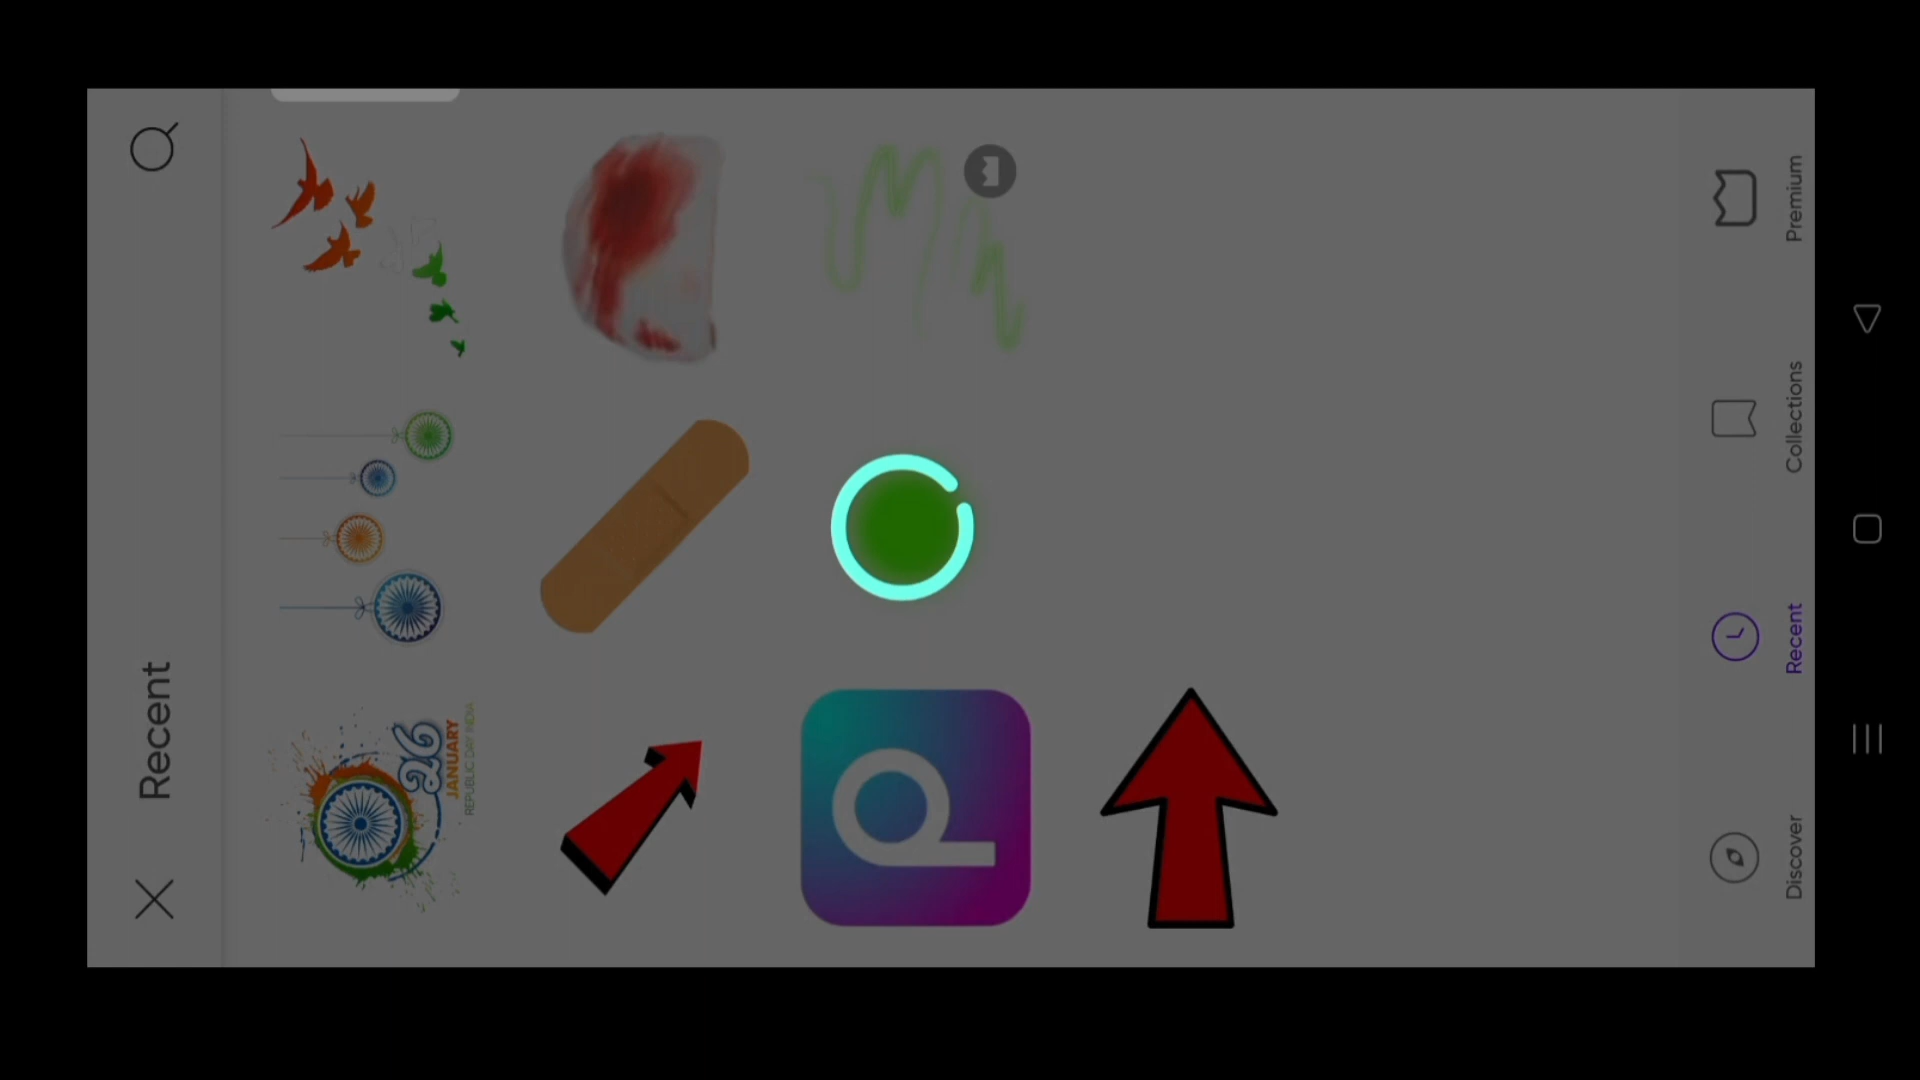 Recent
26
JANUARY
REPUBLIC DAY INDIA
Discover
Recent
Collections
Premium